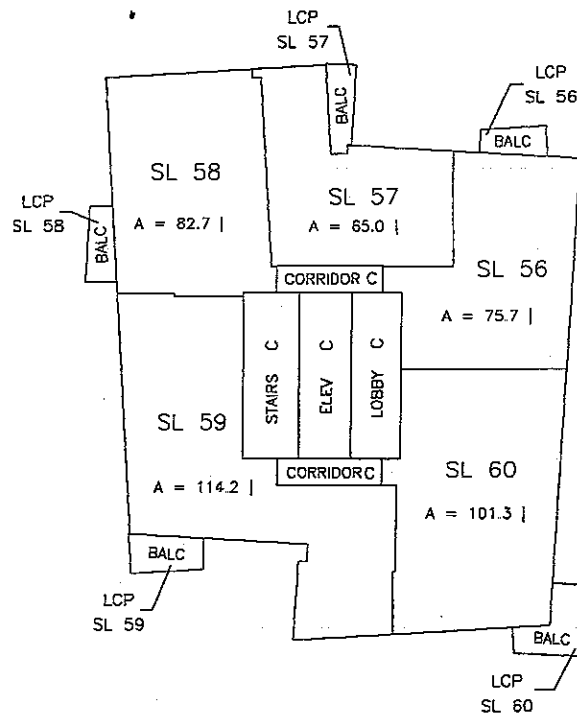 LCP
SL 57
LCP
SL 56
BALC
BALC
SL 58
A = 82.7
SL 57
A = 65.0
LCP
SL 58
BALC
SL 56
A = 75.7
CORRIDOR C
STAIRS C
ELEV C
LOBBY C
SL 59
A = 114.2
CORRIDOR C
SL 60
A = 101.3
BALC
LCP
SL 59
BALC
LCP
SL 60